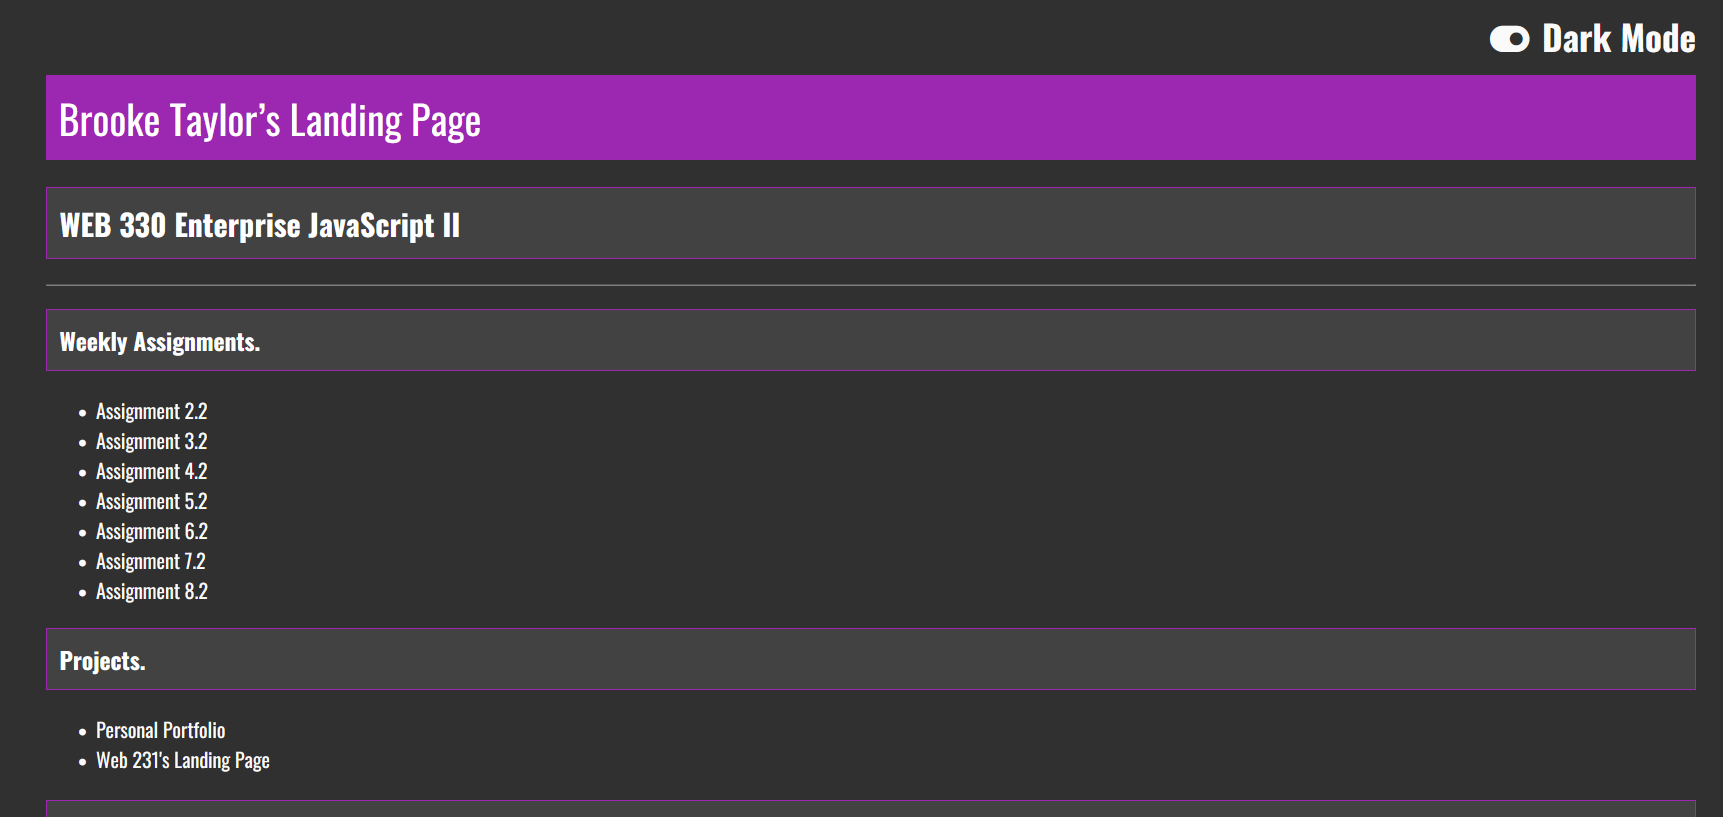 Dark Mode
Brooke Taylor’s Landing Page
WEB 330 Enterprise JavaScript II
Weekly Assignments.
Assignment 2.2
Assignment 3.2
Assignment 4.2
Assignment 5.2
Assignment 6.2
Assignment 7.2
Assignment 8.2
Projects.
Personal Portfolio
Web 231's Landing Page